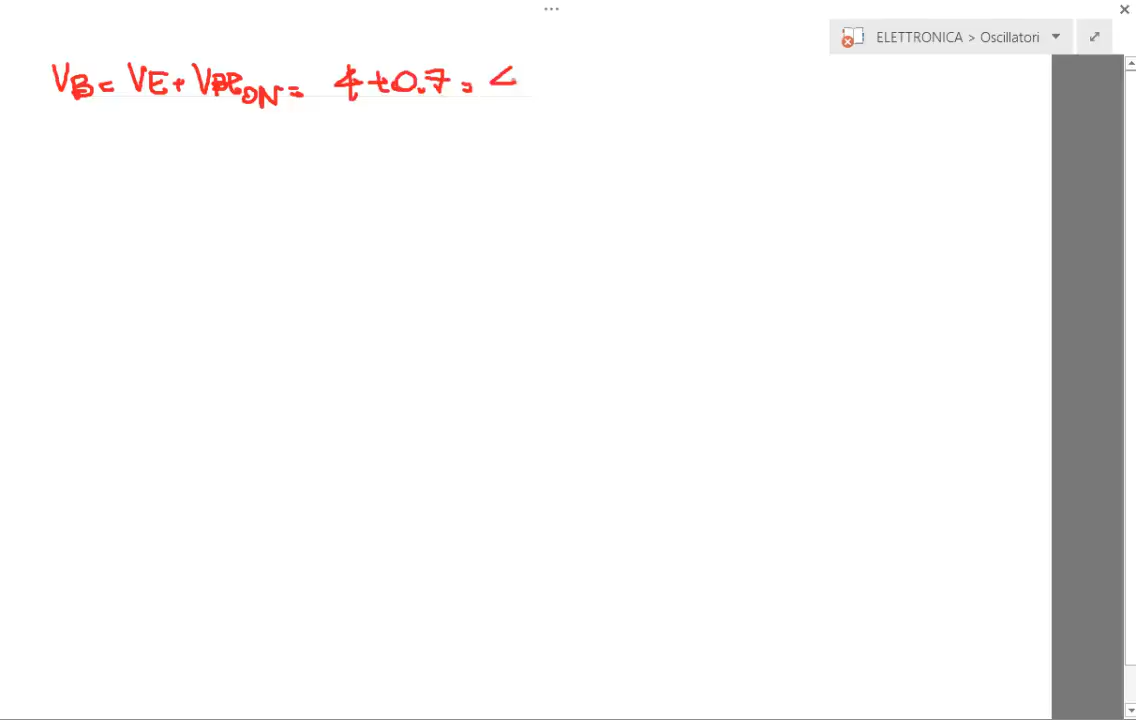 ELETTRONICA > Oscillatori
VB = VE + VBEON = 4 + 0.7 =